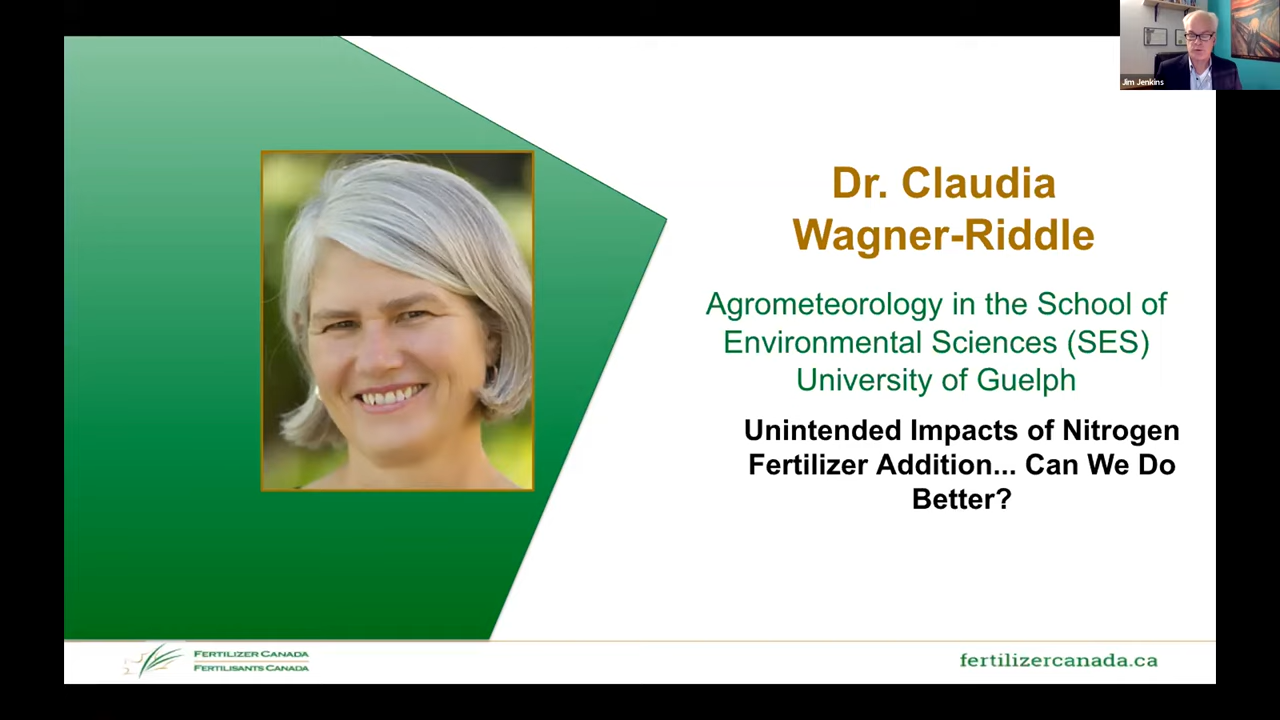 Jim Jenkins
Dr. Claudia
Wagner-Riddle
Agrometeorology in the School of
Environmental Sciences (SES)
University of Guelph
Unintended Impacts of Nitrogen
Fertilizer Addition... Can We Do
Better?
FERTILIZER CANADA
FERTILISANTS CANADA
fertilizercanada.ca